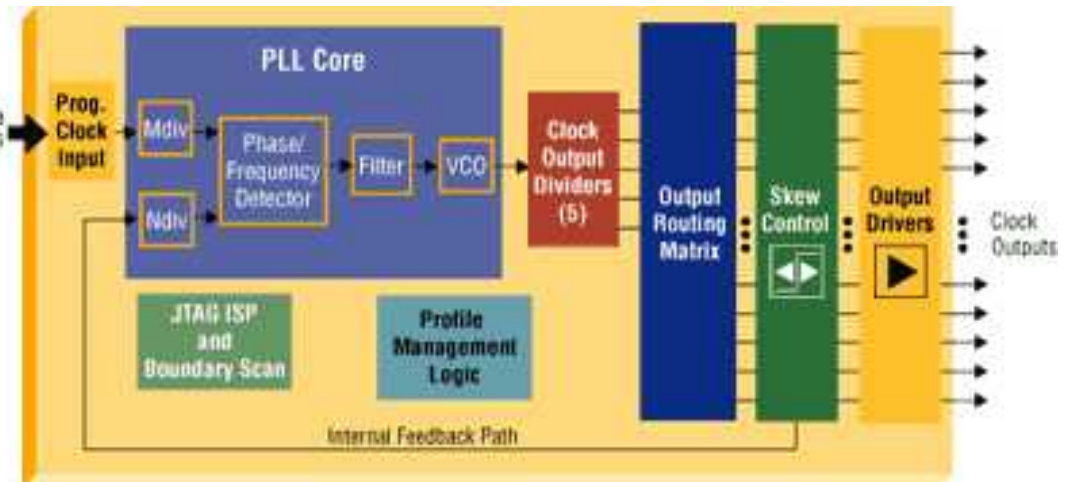 PLL Core
Prog.
Clock
Input
Mdiv
Ndiv
Phase/
Frequency
Detector
Filter
VCO
Clock
Output
Dividers
(5)
Output
Routing
Matrix
Skew
Control
Output
Drivers
Clock
Outputs
JTAG ISP
and
Boundary Scan
Profile
Management
Logic
Internal Feedback Path